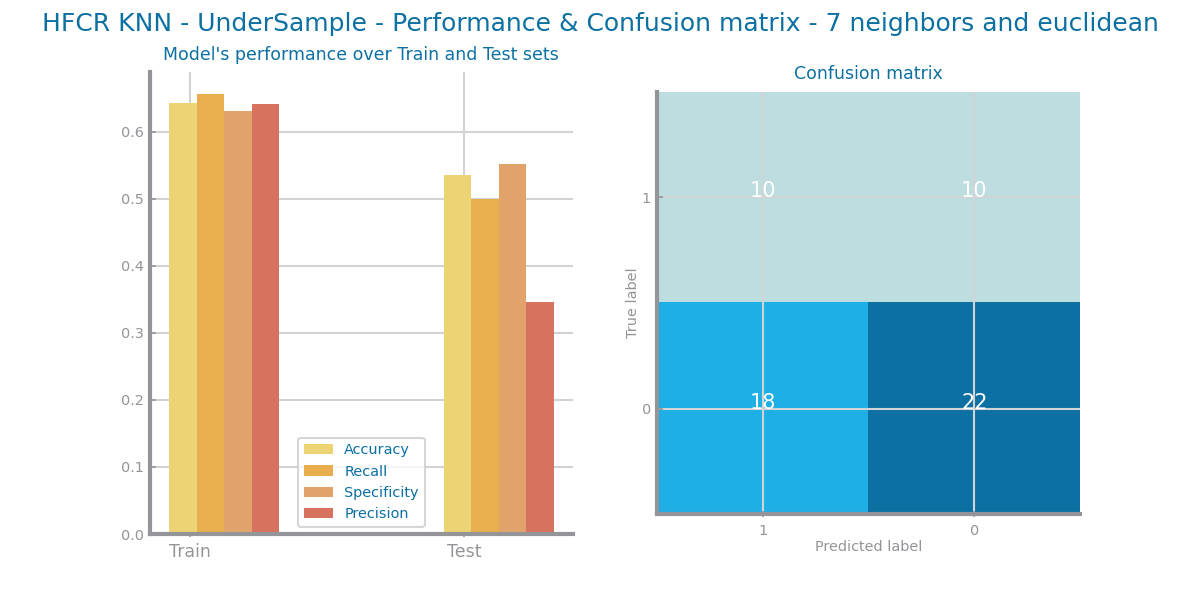 HFCR KNN - UnderSample - Performance & Confusion matrix - 7 neighbors and euclidean
Model's performance over Train and Test sets
0.6
0.5
0.4
0.3
0.2
0.1
0.0
Accuracy
Recall
Specificity
Precision
Train
Test
Confusion matrix
True label
1
0
10
10
18
22
1
0
Predicted label